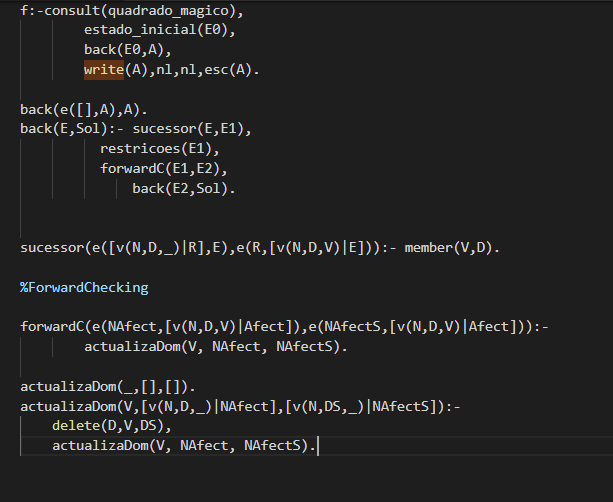 f:-consult(quadrado_magico),
estado_inicial(E0),
back(E0,A),
write(A),nl,nl,esc(A).
back(e([],A),A).
back(E,Sol):- sucessor(E,E1),
restricoes(E1),
forwardC(E1,E2),
back(E2,Sol).
sucessor(e([v(N,D,_)|R],E),e(R,[v(N,D,V)|E])):- member(V,D).
%ForwardChecking
forwardC(e(NAfect,[v(N,D,V)|Afect]),e(NAfectS,[v(N,D,V)|Afect])):-
actualizaDom(V, NAfect, NAfectS).
actualizaDom(_,[],[]).
actualizaDom(V,[v(N,D,_)|NAfect],[v(N,DS,_)|NAfectS]):-
delete(D,V,DS),
actualizaDom(V, NAfect, NAfectS).